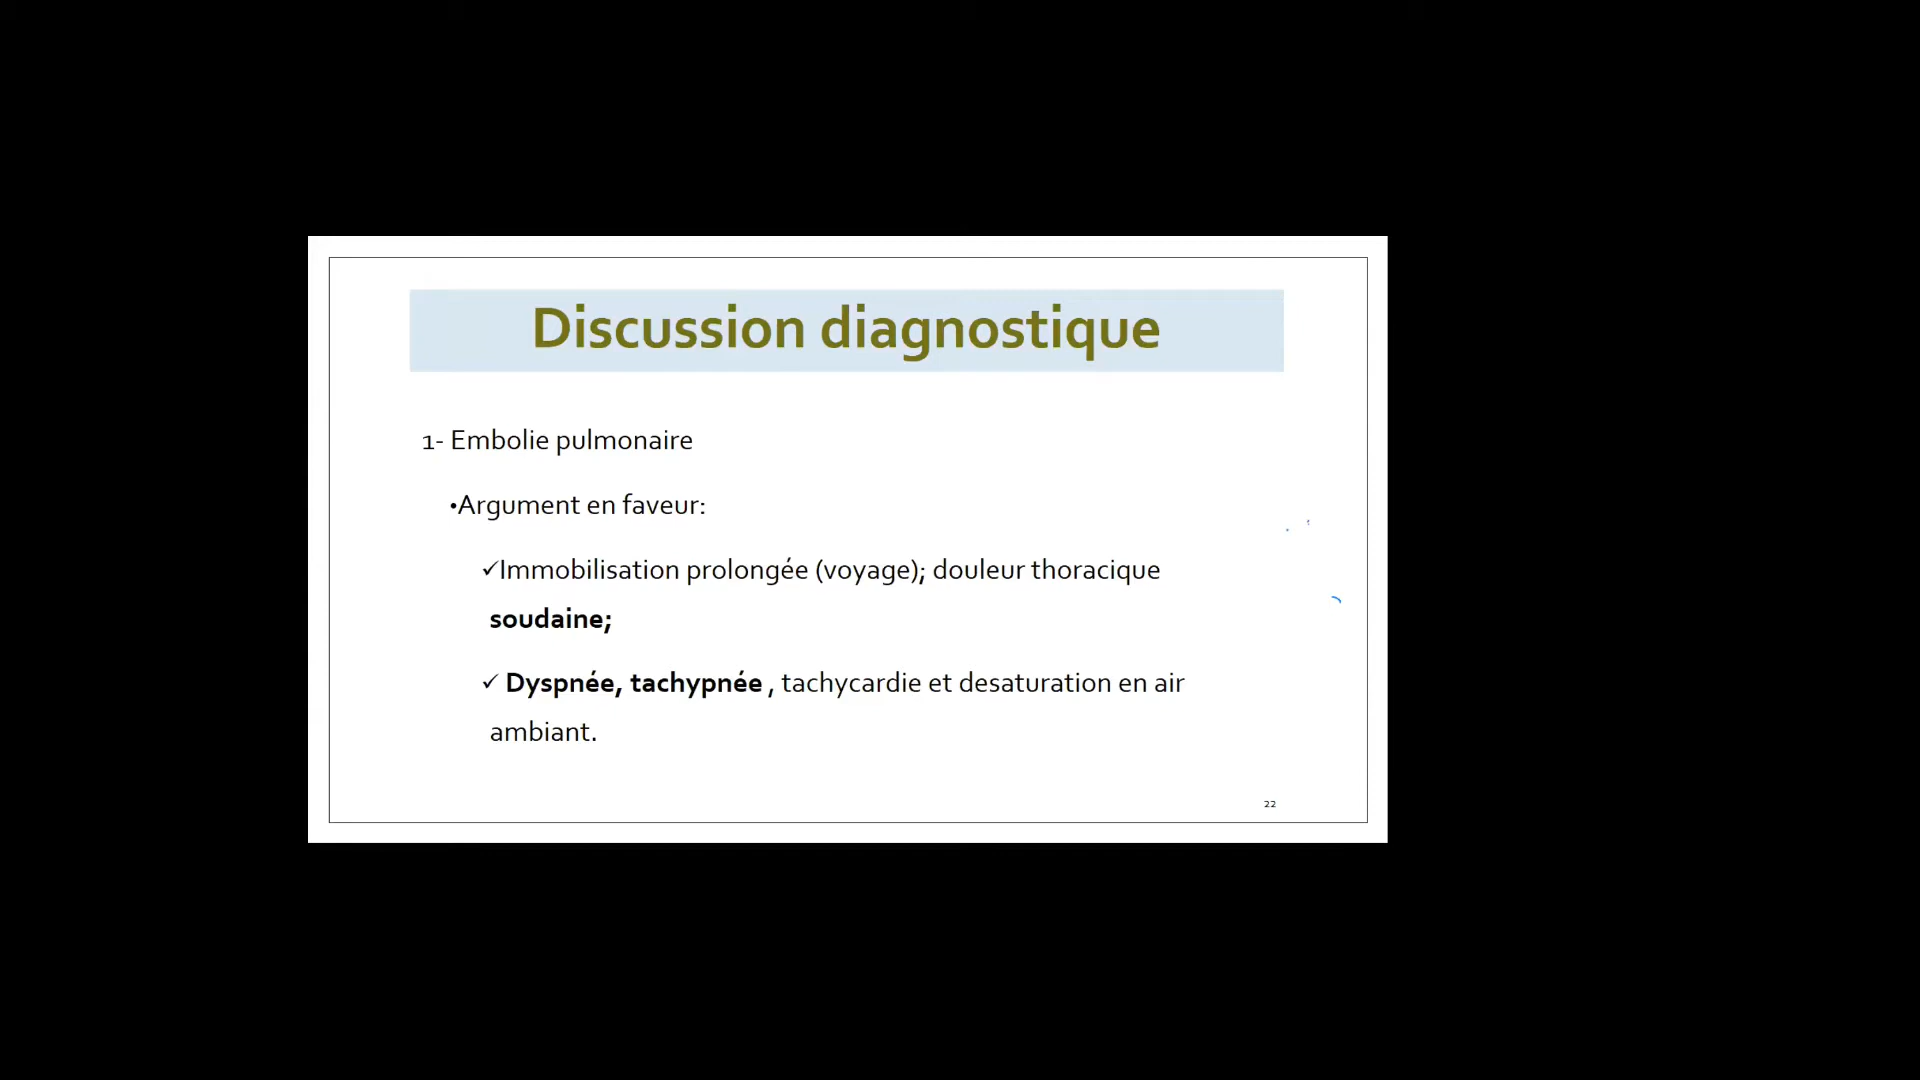 Discussion diagnostique
1- Embolie pulmonaire
•Argument en faveur:
✓Immobilisation prolongée (voyage); douleur thoracique
soudaine;
✓ Dyspnée, tachypnée , tachycardie et desaturation en air
ambiant.
22